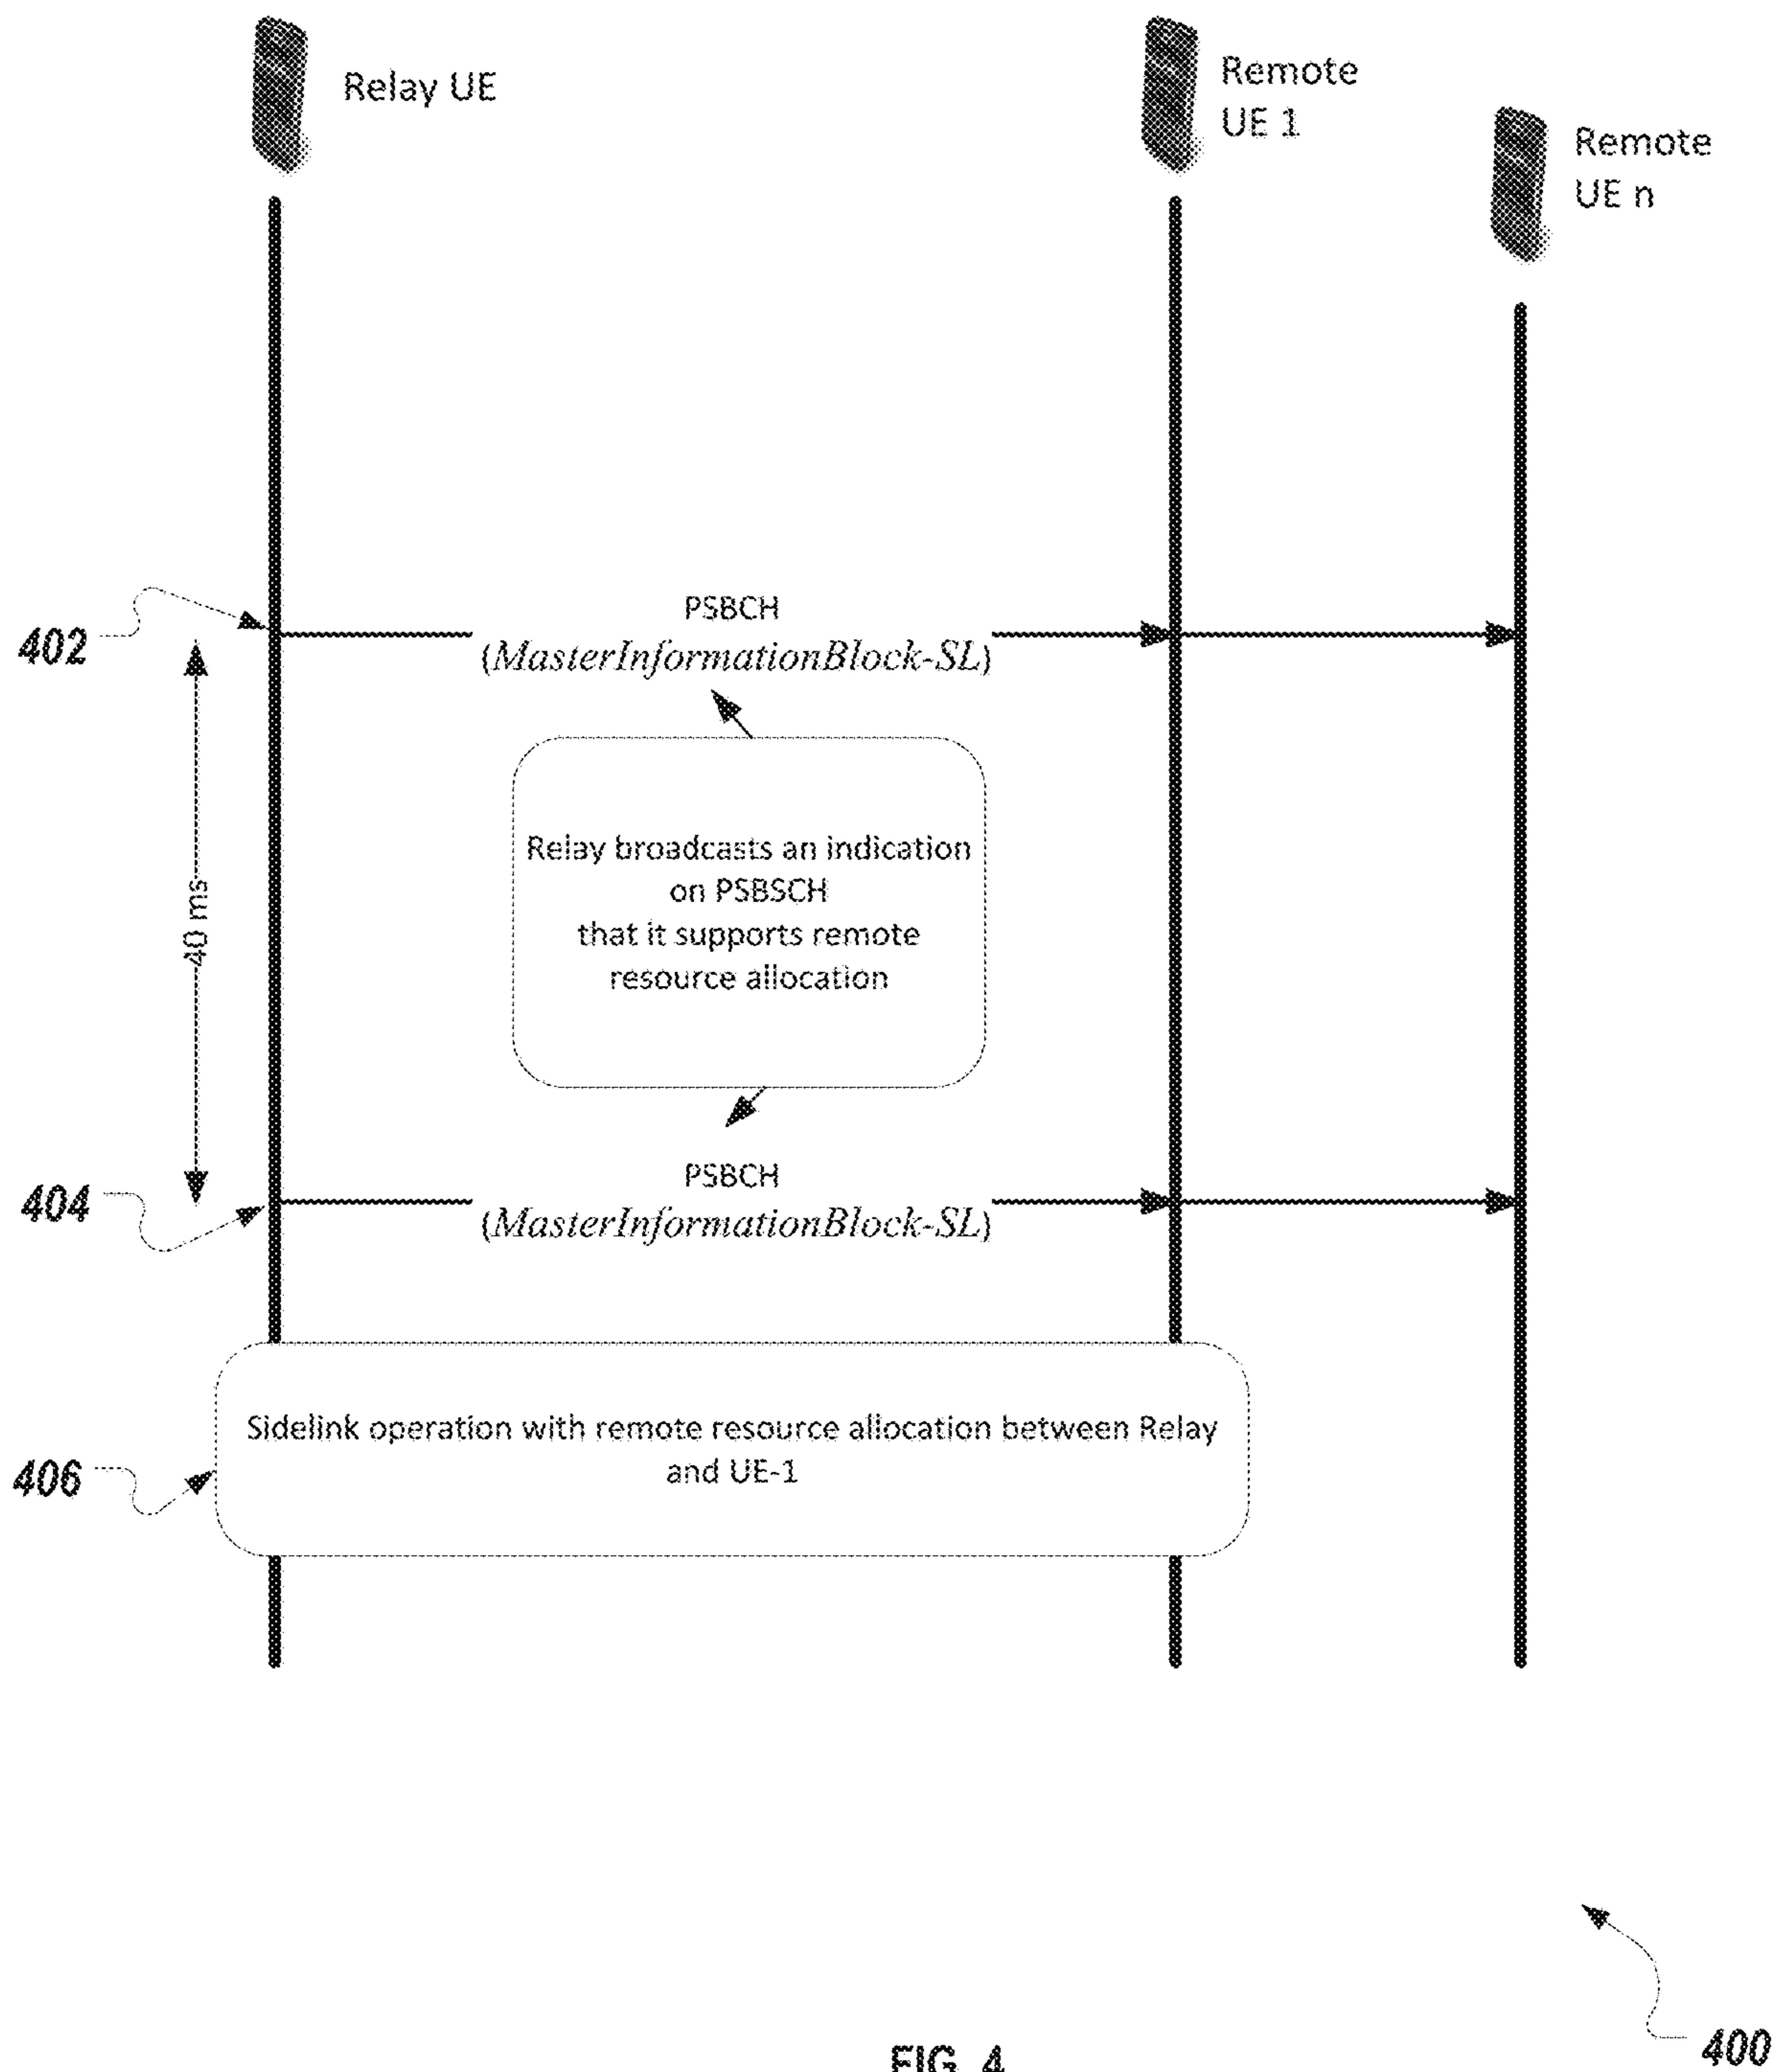 Relay UE
Remote
UE 1
Remote
UE n
PSBCH
402
(MasterInformationBlock-SL)
Relay broadcasts an indication
on PSBSCH
that it supports remote
resource allocation
40 ms
PSBCH
404
(MasterInformationBlock-SL)
Sidelink operation with remote resource allocation between Relay
and UE-1
406
400
FIG. 4